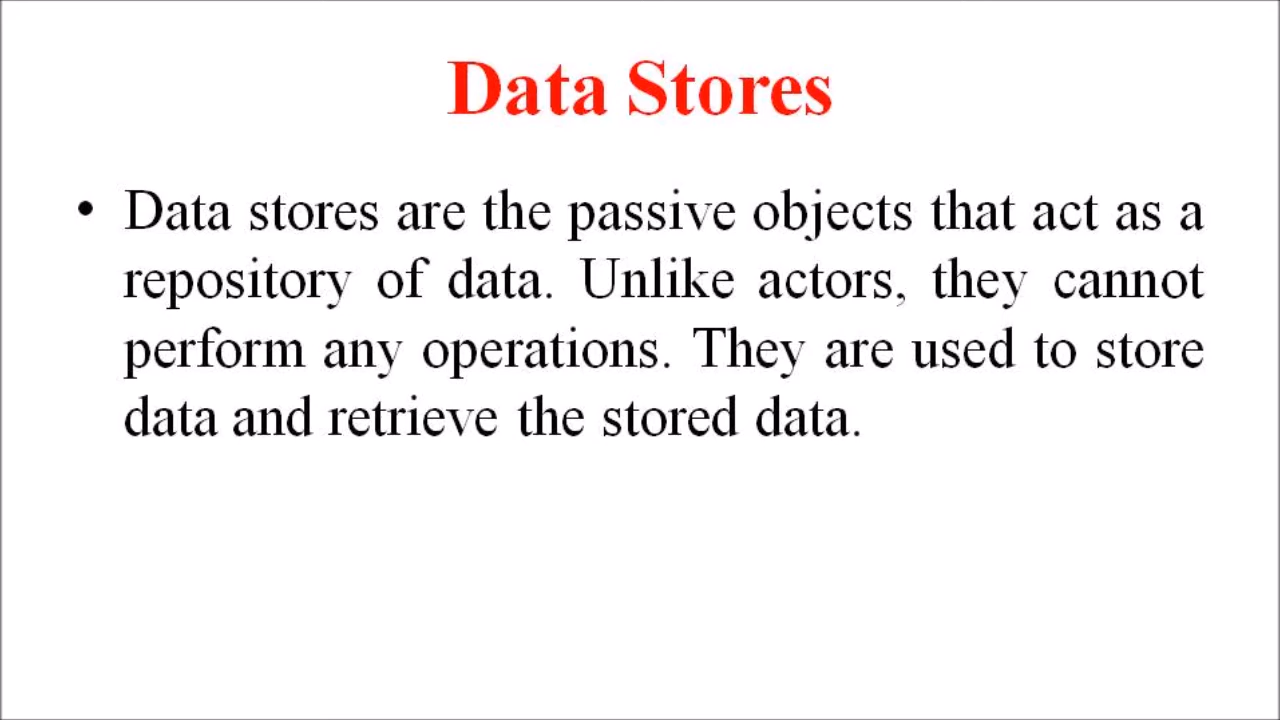 Data Stores
• Data stores are the passive objects that act as a
repository of data. Unlike actors, they cannot
perform any operations. They are used to store
data and retrieve the stored data.